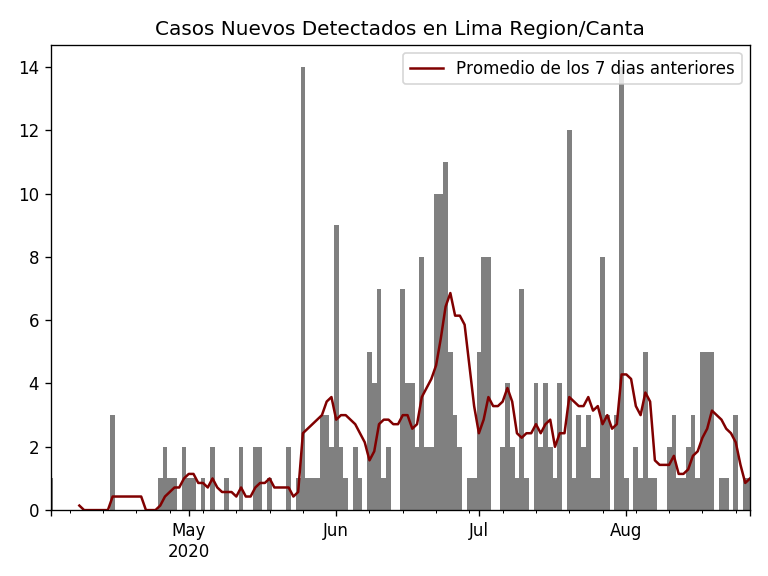 Casos Nuevos Detectados en Lima Region/Canta
Promedio de los 7 dias anteriores
14
12
10
8
6
4
2
0
May
2020
Jun
Jul
Aug